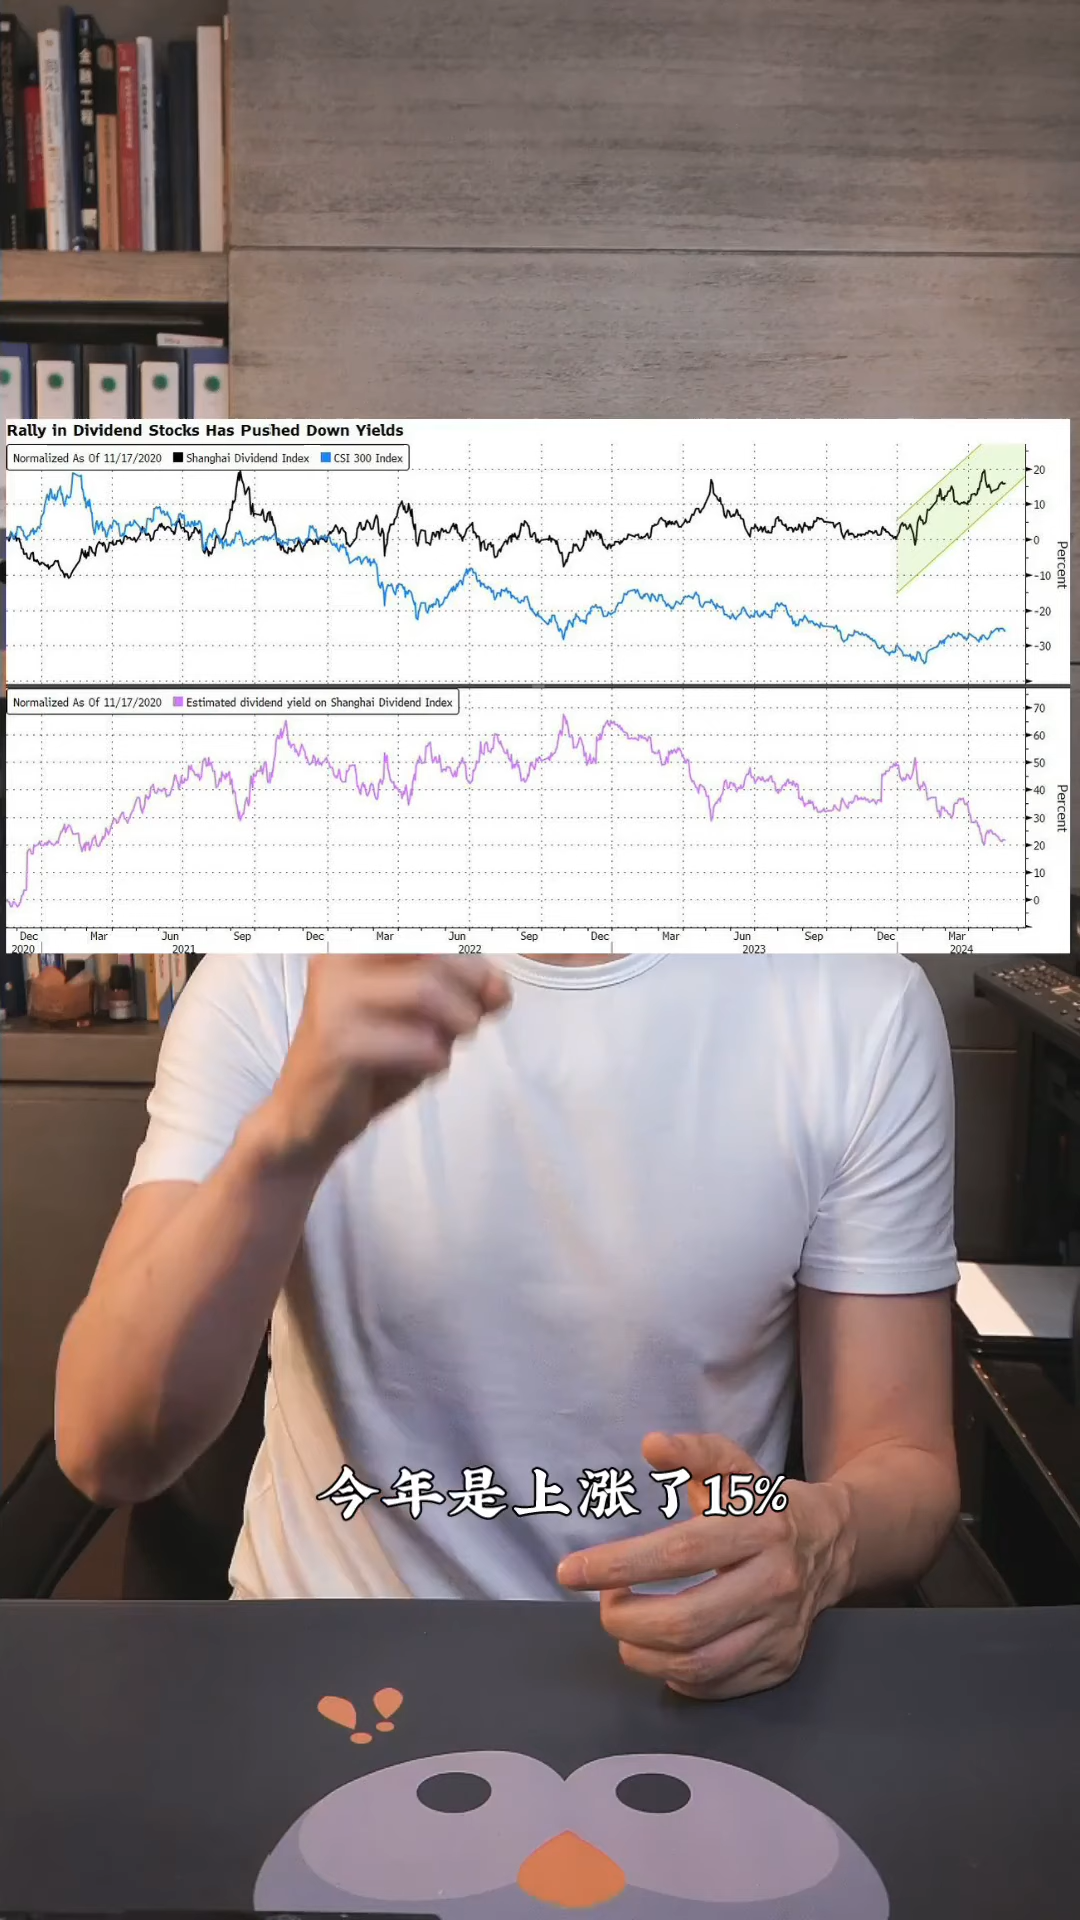 金融工程
Rally in Dividend Stocks Has Pushed Down Yields
Normalized As Of 11/17/2020 Shanghai Dividend Index CSI 300 Index
20
10
0
-10
-20
-30
Percent
Normalized As Of 11/17/2020 Estimated dividend yield on Shanghai Dividend Index
70
60
50
40
30
20
10
0
Percent
Dec Mar Jun Sep Dec Mar Jun Sep Dec Mar Jun Sep Dec Mar
2020 2021 2022 2023 2024
今年是上涨了15%